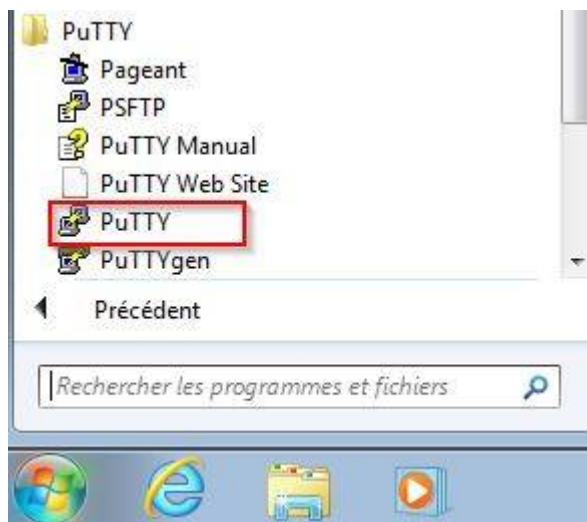 PuTTY
Pageant
PSFTP
PuTTY Manual
PuTTY Web Site
PuTTY
PuTTYgen
Précédent
Rechercher les programmes et fichiers